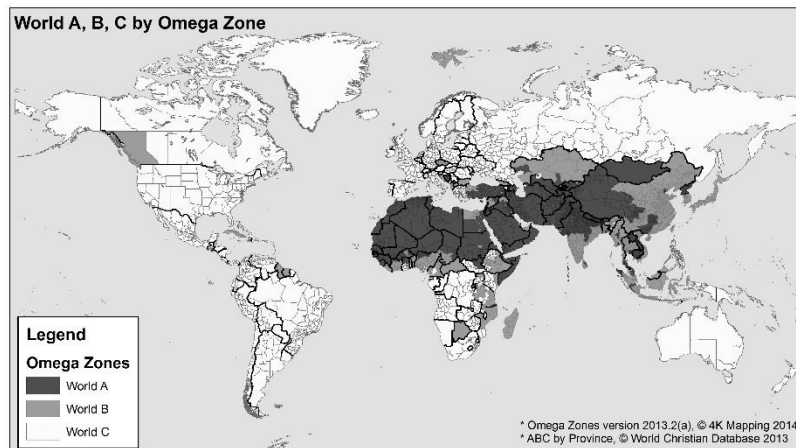 World A, B, C by Omega Zone
Legend
Omega Zones
World A
World B
World C
* Omega Zones version 2013.2(a), © 4K Mapping 2014
* ABC by Province, © World Christian Database 2013